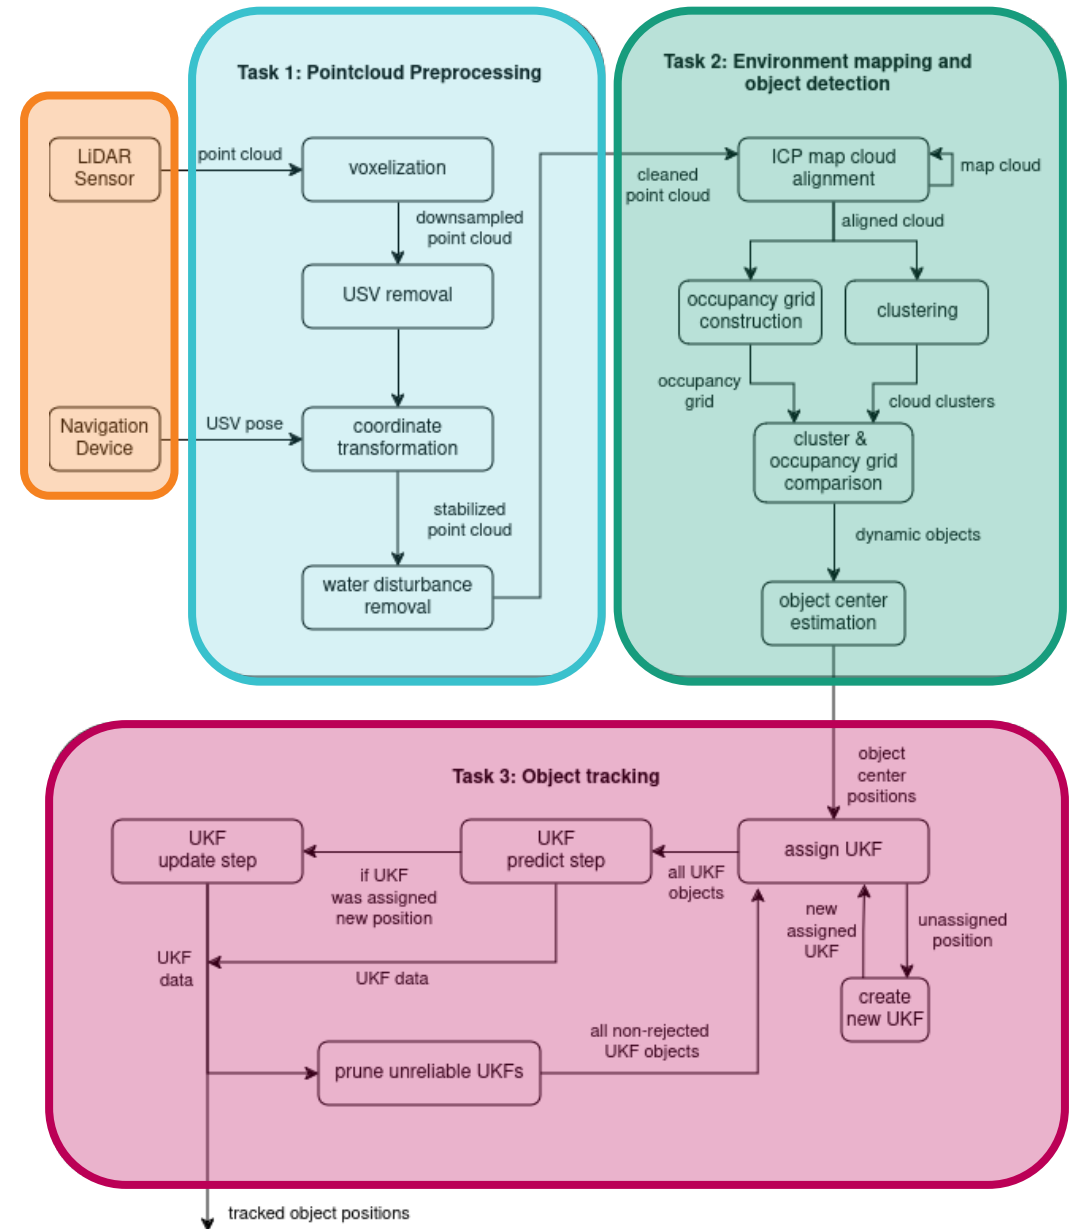 Task 1: Pointcloud Preprocessing
LiDAR
Sensor
point cloud
voxelization
downsampled
point cloud
USV removal
Navigation
Device
USV pose
coordinate
transformation
stabilized
point cloud
water disturbance
removal
Task 2: Environment mapping and
object detection
cleaned
point cloud
ICP map cloud
alignment
map cloud
aligned cloud
occupancy grid
construction
clustering
occupancy
grid
cloud clusters
cluster &
occupancy grid
comparison
dynamic objects
object center
estimation
object
center
positions
Task 3: Object tracking
UKF
update step
if UKF
was assigned
new position
UKF
predict step
all UKF
objects
assign UKF
new
assigned
UKF
unassigned
position
create
new UKF
UKF
data
UKF data
prune unreliable UKFs
all non-rejected
UKF objects
tracked object positions